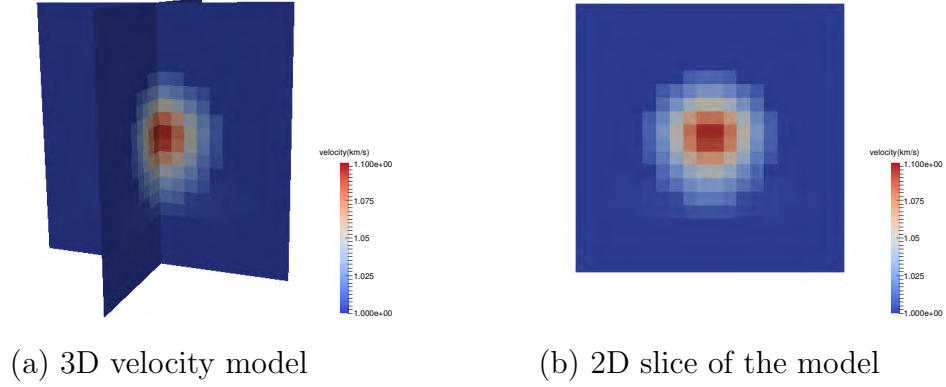 velocity(km/s)
1.100e+00
1.075
1.05
1.025
1.000e+00
velocity(km/s)
1.100e+00
1.075
1.05
1.025
1.000e+00
(a) 3D velocity model
(b) 2D slice of the model